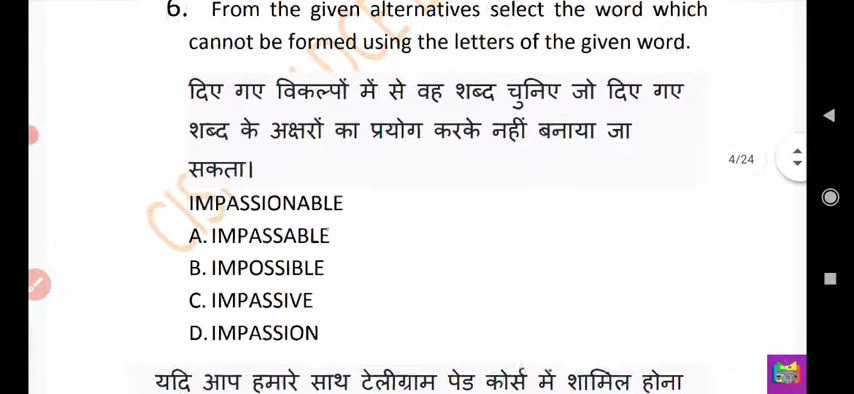 6. From the given alternatives select the word which
cannot be formed using the letters of the given word.
दिए गए विकल्पों में से वह शब्द चुनिए जो दिए गए
शब्द के अक्षरों का प्रयोग करके नहीं बनाया जा
सकता।
4/24
IMPASSIONABLE
A. IMPASSABLE
B. IMPOSSIBLE
C. IMPASSIVE
D. IMPASSION
यदि आप हमारे साथ टेलीग्राम पेड कोर्स में शामिल होना